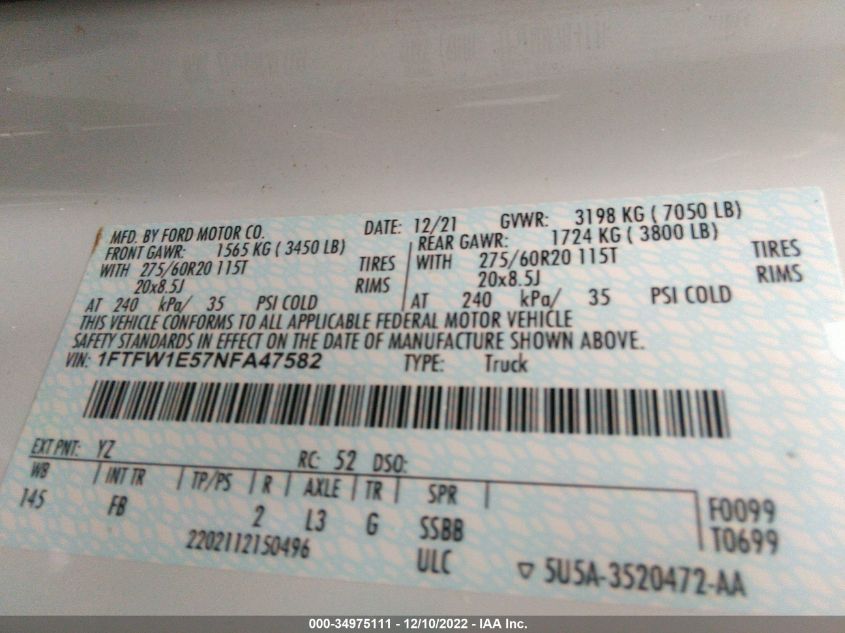 MFD. BY FORD MOTOR CO. DATE: 12/21 GVWR: 3198 KG ( 7050 LB)
FRONT GAWR: 1565 KG ( 3450 LB) REAR GAWR: 1724 KG ( 3800 LB)
WITH 275/60R20 115T TIRES WITH 275/60R20 115T TIRES
20x8.5J RIMS 20x8.5J RIMS
AT 240 kPa/ 35 PSI COLD AT 240 kPa/ 35 PSI COLD
THIS VEHICLE CONFORMS TO ALL APPLICABLE FEDERAL MOTOR VEHICLE
SAFETY STANDARDS IN EFFECT ON THE DATE OF MANUFACTURE SHOWN ABOVE.
VIN: 1FTFW1E57NFA47582 TYPE: Truck
EXT PNT: YZ RC: 52 DSO:
WB INT TR TP/PS R AXLE TR SPR F0099
145 FB 2 L3 G SSBB T0699
2202112150496 ULC 5U5A-3520472-AA
000-34975111 - 12/10/2022 - IAA Inc.